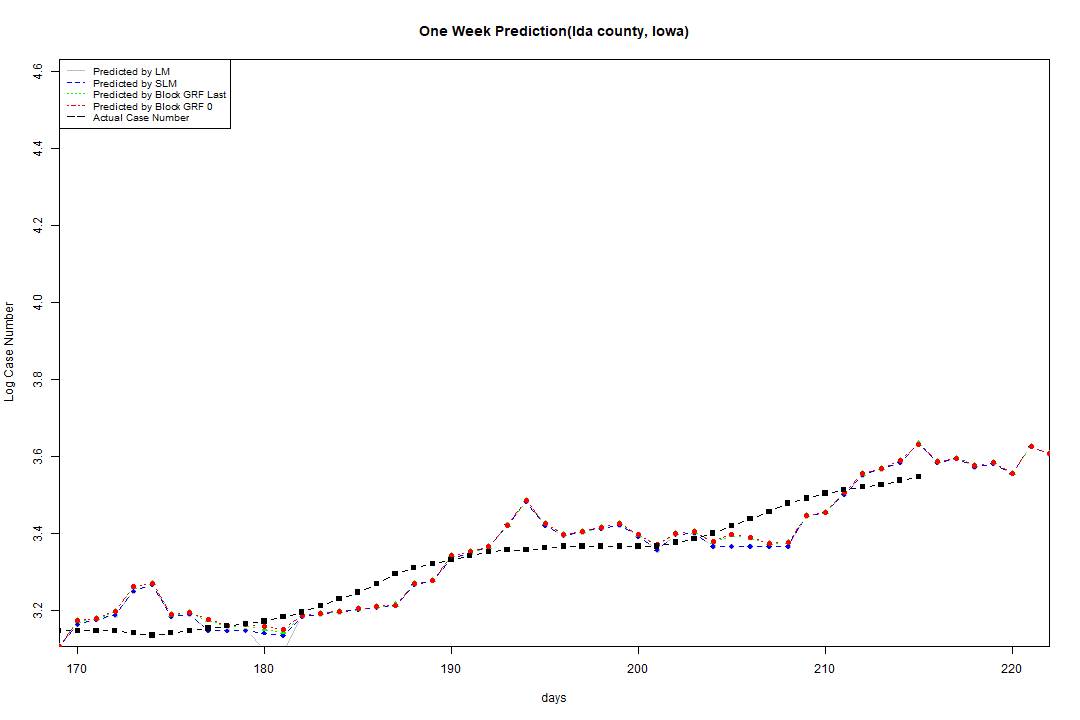 One Week Prediction(Ida county, Iowa)
Predicted by LM
Predicted by SLM
Predicted by Block GRF Last
Predicted by Block GRF 0
Actual Case Number
4.6
4.4
4.2
4.0
3.8
3.6
3.4
3.2
Log Case Number
170 180 190 200 210 220
days